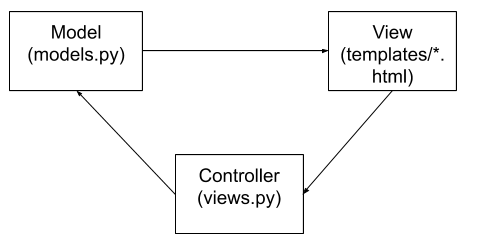 Model
(models.py)
View
(templates/*.
html)
Controller
(views.py)